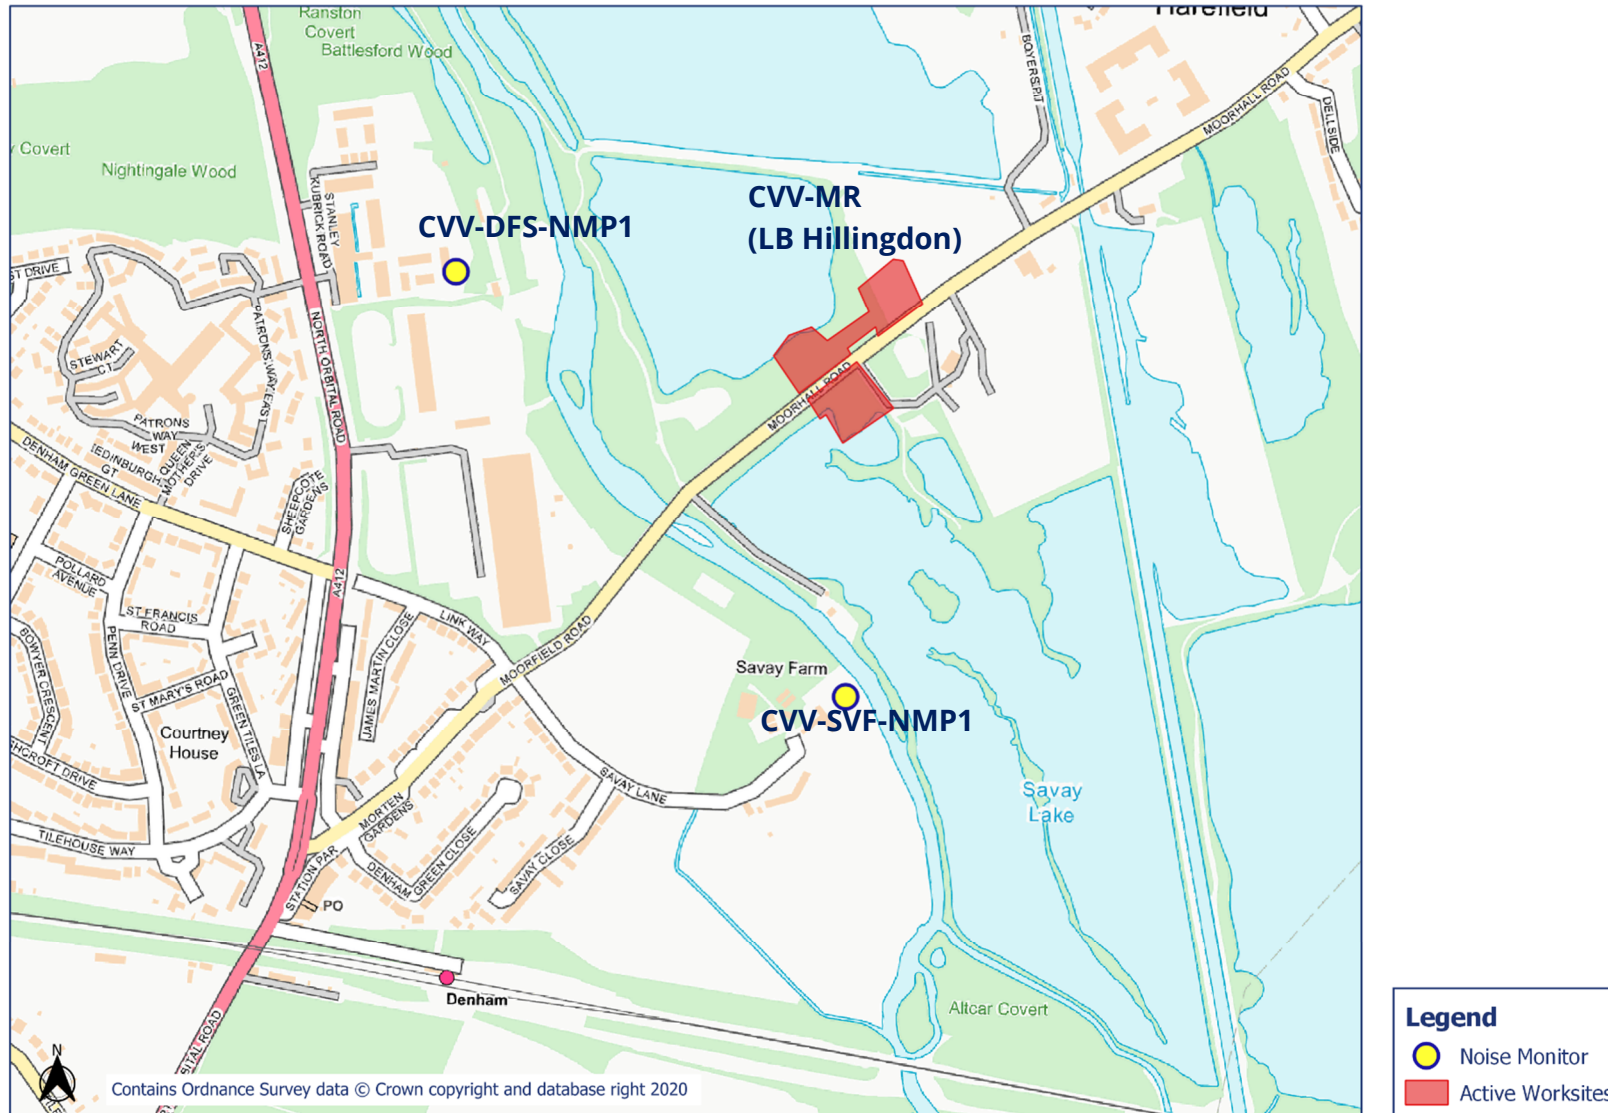 Ranston
Covert
Battlesford Wood
Harefield
A412
BOYERS PIT
MOORHALL ROAD
DELLSIDE
Covert
Nightingale Wood
STANLEY
KUBRICK ROAD
CVV-DFS-NMP1
CVV-MR
(LB Hillingdon)
ST DRIVE
PATRONS WAY EAST
NORTH ORBITAL ROAD
STEWART
CT
PATRONS
WAY
WEST
EDINBURGH
GT
QUEEN
MOTHER'S
DRIVE
MOORHALL ROAD
DENHAM GREEN LANE
SHEEPCOTE
GARDENS
POLLARD
AVENUE
A412
ST FRANCIS
ROAD
PENN DRIVE
BOWYER CRESCENT
ST MARY'S ROAD
GREEN TILES LA
JAMES MARTIN CLOSE
LINK WAY
MOORFIELD ROAD
Savay Farm
CVV-SVF-NMP1
Courtney
House
HCROFT DRIVE
SAVAY LANE
Savay
Lake
MORTEN
GARDENS
TILEHOUSE WAY
STATION PAR
DENHAM
GREEN CLOSE
SAVAY CLOSE
PO
Denham
Altcar Covert
BITAL ROAD
N
Contains Ordnance Survey data © Crown copyright and database right 2020
Legend
Noise Monitor
Active Worksites